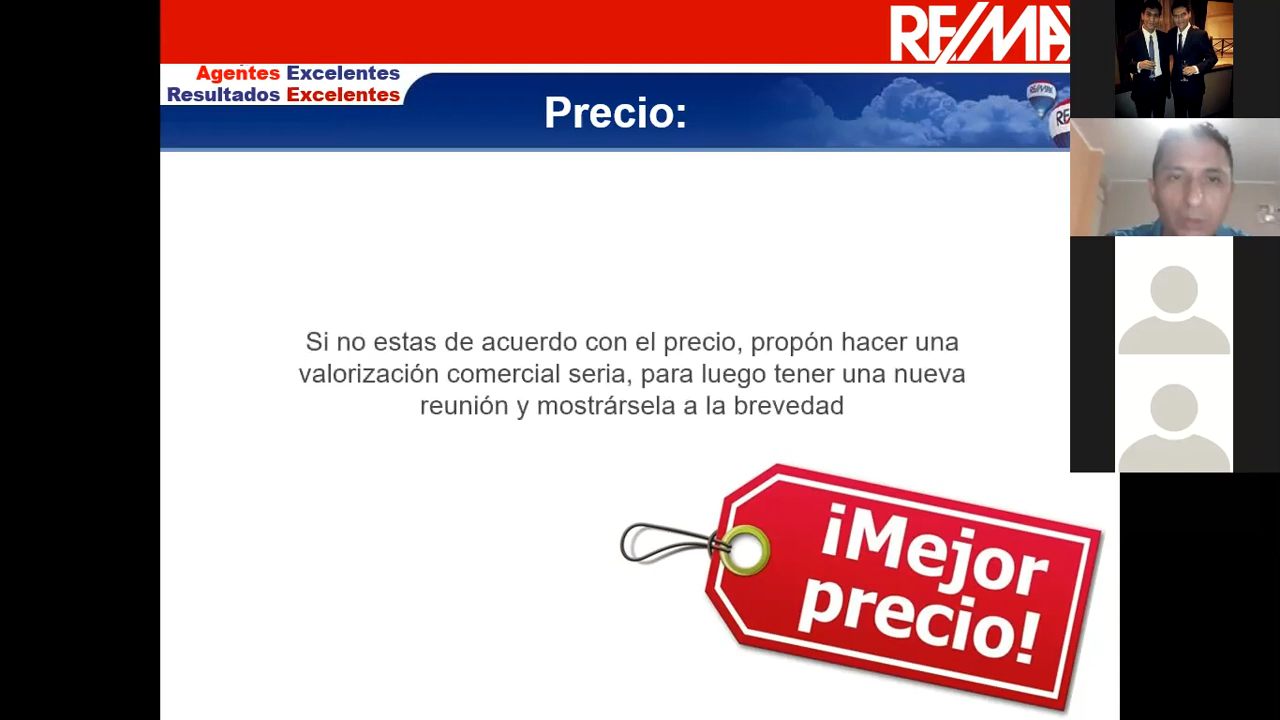 RE/MAX
Agentes Excelentes
Resultados Excelentes
Precio:
Si no estas de acuerdo con el precio, propón hacer una
valorización comercial seria, para luego tener una nueva
reunión y mostrársela a la brevedad
¡Mejor
precio!